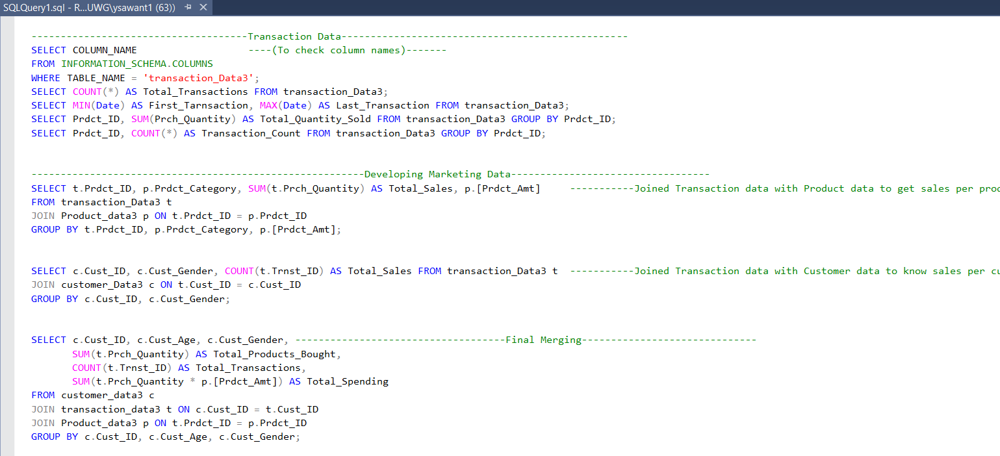 SQLQuery1.sql - R...UWG\ysawant1 (63))
-------------------------------------Transaction Data-------------------------------------------------
SELECT COLUMN_NAME                   ----(To check column names)-------
FROM INFORMATION_SCHEMA.COLUMNS
WHERE TABLE_NAME = 'transaction_Data3';
SELECT COUNT(*) AS Total_Transactions FROM transaction_Data3;
SELECT MIN(Date) AS First_Tarnsaction, MAX(Date) AS Last_Transaction FROM transaction_Data3;
SELECT Prdct_ID, SUM(Prch_Quantity) AS Total_Quantity_Sold FROM transaction_Data3 GROUP BY Prdct_ID;
SELECT Prdct_ID, COUNT(*) AS Transaction_Count FROM transaction_Data3 GROUP BY Prdct_ID;
---------------------------------------------------------Developing Marketing Data----------------------------------
SELECT t.Prdct_ID, p.Prdct_Category, SUM(t.Prch_Quantity) AS Total_Sales, p.[Prdct_Amt]     -----------Joined Transaction data with Product data to get sales per
FROM transaction_Data3 t
JOIN Product_data3 p ON t.Prdct_ID = p.Prdct_ID
GROUP BY t.Prdct_ID, p.Prdct_Category, p.[Prdct_Amt];
SELECT c.Cust_ID, c.Cust_Gender, COUNT(t.Trnst_ID) AS Total_Sales FROM transaction_Data3 t  -----------Joined Transaction data with Customer data to know sales per
JOIN customer_Data3 c ON t.Cust_ID = c.Cust_ID
GROUP BY c.Cust_ID, c.Cust_Gender;
SELECT c.Cust_ID, c.Cust_Age, c.Cust_Gender, ------------------------------------Final Merging------------------------------
SUM(t.Prch_Quantity) AS Total_Products_Bought,
COUNT(t.Trnst_ID) AS Total_Transactions,
SUM(t.Prch_Quantity * p.[Prdct_Amt]) AS Total_Spending
FROM customer_data3 c
JOIN transaction_data3 t ON c.Cust_ID = t.Cust_ID
JOIN Product_data3 p ON t.Prdct_ID = p.Prdct_ID
GROUP BY c.Cust_ID, c.Cust_Age, c.Cust_Gender;